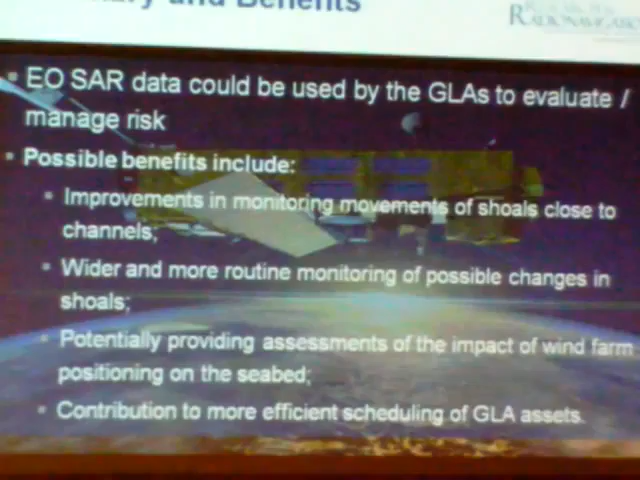 and Benefits
EO SAR data could be used by the GLAs to evaluate /
manage risk
Possible benefits include:
Improvements in monitoring movements of shoals close to
channels;
Wider and more routine monitoring of possible changes in
shoals;
Potentially providing assessments of the impact of wind farm
positioning on the seabed;
Contribution to more efficient scheduling of GLA assets.